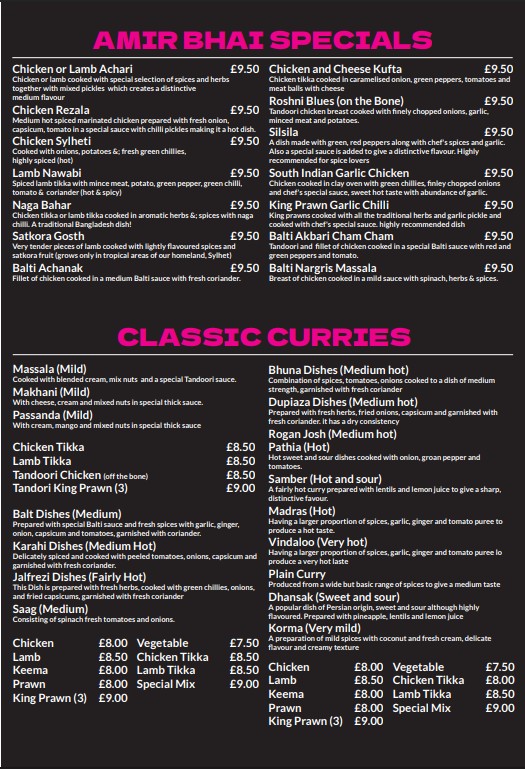 AMIR BHAI SPECIALS
Chicken or Lamb Achari £9.50
Chicken or lamb cooked with special selection of spices and herbs
together with mixed pickles which creates a distinctive
medium flavour
Chicken Rezala £9.50
Medium hot spiced marinated chicken prepared with fresh onion,
capsicum, tomato in a special sauce with chilli pickles making it a hot dish.
Chicken Sylheti £9.50
Cooked with onions, potatoes &; fresh green chillies,
highly spiced (hot)
Lamb Nawabi £9.50
Spiced lamb tikka with mince meat, potato, green pepper, green chilli,
tomato & coriander (hot & spicy)
Naga Bahar £9.50
Chicken tikka or lamb tikka cooked in aromatic herbs &; spices with naga
chilli. A traditional Bangladesh dish!
Satkora Gosth £9.50
Very tender pieces of lamb cooked with lightly flavoured spices and
satkora fruit (grows only in tropical areas of our homeland, Sylhet)
Balti Achanak £9.50
Fillet of chicken cooked in a medium Balti sauce with fresh coriander.
Chicken and Cheese Kufta £9.50
Chicken tikka cooked in caramelised onion, green peppers, tomatoes and
meat balls with cheese
Roshni Blues (on the Bone) £9.50
Tandoori chicken breast cooked with finely chopped onions, garlic,
minced meat and potatoes.
Silsila £9.50
A dish made with green, red peppers along with chef's spices and garlic.
Also a special sauce is added to give a distinctive flavour. Highly
recommended for spice lovers
South Indian Garlic Chicken £9.50
Chicken cooked in clay oven with green chillies, finley chopped onions
and chef's special sauce, sweet hot taste with abundance of garlic.
King Prawn Garlic Chilli £9.50
King prawns cooked with all the traditional herbs and garlic pickle and
cooked with chef's special sauce. highly recommended dish
Balti Akbari Cham Cham £9.50
Tandoori and fillet of chicken cooked in a special Balti sauce with red and
green peppers and tomato.
Balti Nargris Massala £9.50
Breast of chicken cooked in a mild sauce with spinach, herbs & spices.
CLASSIC CURRIES
Massala (Mild)
Cooked with blended cream, mix nuts and a special Tandoori sauce.
Makhani (Mild)
With cheese, cream and mixed nuts in special thick sauce.
Passanda (Mild)
With cream, mango and mixed nuts in special thick sauce
Chicken Tikka £8.50
Lamb Tikka £8.50
Tandoori Chicken (off the bone) £8.50
Tandori King Prawn (3) £9.00
Balt Dishes (Medium)
Prepared with special Balti sauce and fresh spices with garlic, ginger,
onion, capsicum and tomatoes, garnished with coriander.
Karahi Dishes (Medium Hot)
Delicately spiced and cooked with peeled tomatoes, onions, capsicum and
garnished with fresh coriander.
Jalfrezi Dishes (Fairly Hot)
This Dish is prepared with fresh herbs, cooked with green chillies, onions,
and fried capsicums, garnished with fresh coriander
Saag (Medium)
Consisting of spinach fresh tomatoes and onions.
Chicken £8.00 Vegetable £7.50
Lamb £8.50 Chicken Tikka £8.50
Keema £8.00 Lamb Tikka £8.50
Prawn £8.00 Special Mix £9.00
King Prawn (3) £9.00
Bhuna Dishes (Medium hot)
Combination of spices, tomatoes, onions cooked to a dish of medium
strength, garnished with fresh coriander
Dupiaza Dishes (Medium hot)
Prepared with fresh herbs, fried onions, capsicum and garnished with
fresh coriander. it has a dry consistency
Rogan Josh (Medium hot)
Pathia (Hot)
Hot sweet and sour dishes cooked with onion, groan pepper and
tomatoes.
Samber (Hot and sour)
A fairly hot curry prepared with lentils and lemon juice to give a sharp,
distinctive favour.
Madras (Hot)
Having a larger proportion of spices, garlic, ginger and tomato puree to
produce a hot taste.
Vindaloo (Very hot)
Having a larger proportion of spices, garlic, ginger and tomato puree lo
produce a very hot laste
Plain Curry
Produced from a wide but basic range of spices to give a medium taste
Dhansak (Sweet and sour)
A popular dish of Persian origin, sweet and sour although highly
flavoured. Prepared with pineapple, lentils and lemon juice
Korma (Very mild)
A preparation of mild spices with coconut and fresh cream, delicate
flavour and creamy texture
Chicken £8.00 Vegetable £7.50
Lamb £8.50 Chicken Tikka £8.00
Keema £8.00 Lamb Tikka £8.50
Prawn £8.00 Special Mix £9.00
King Prawn (3) £9.00